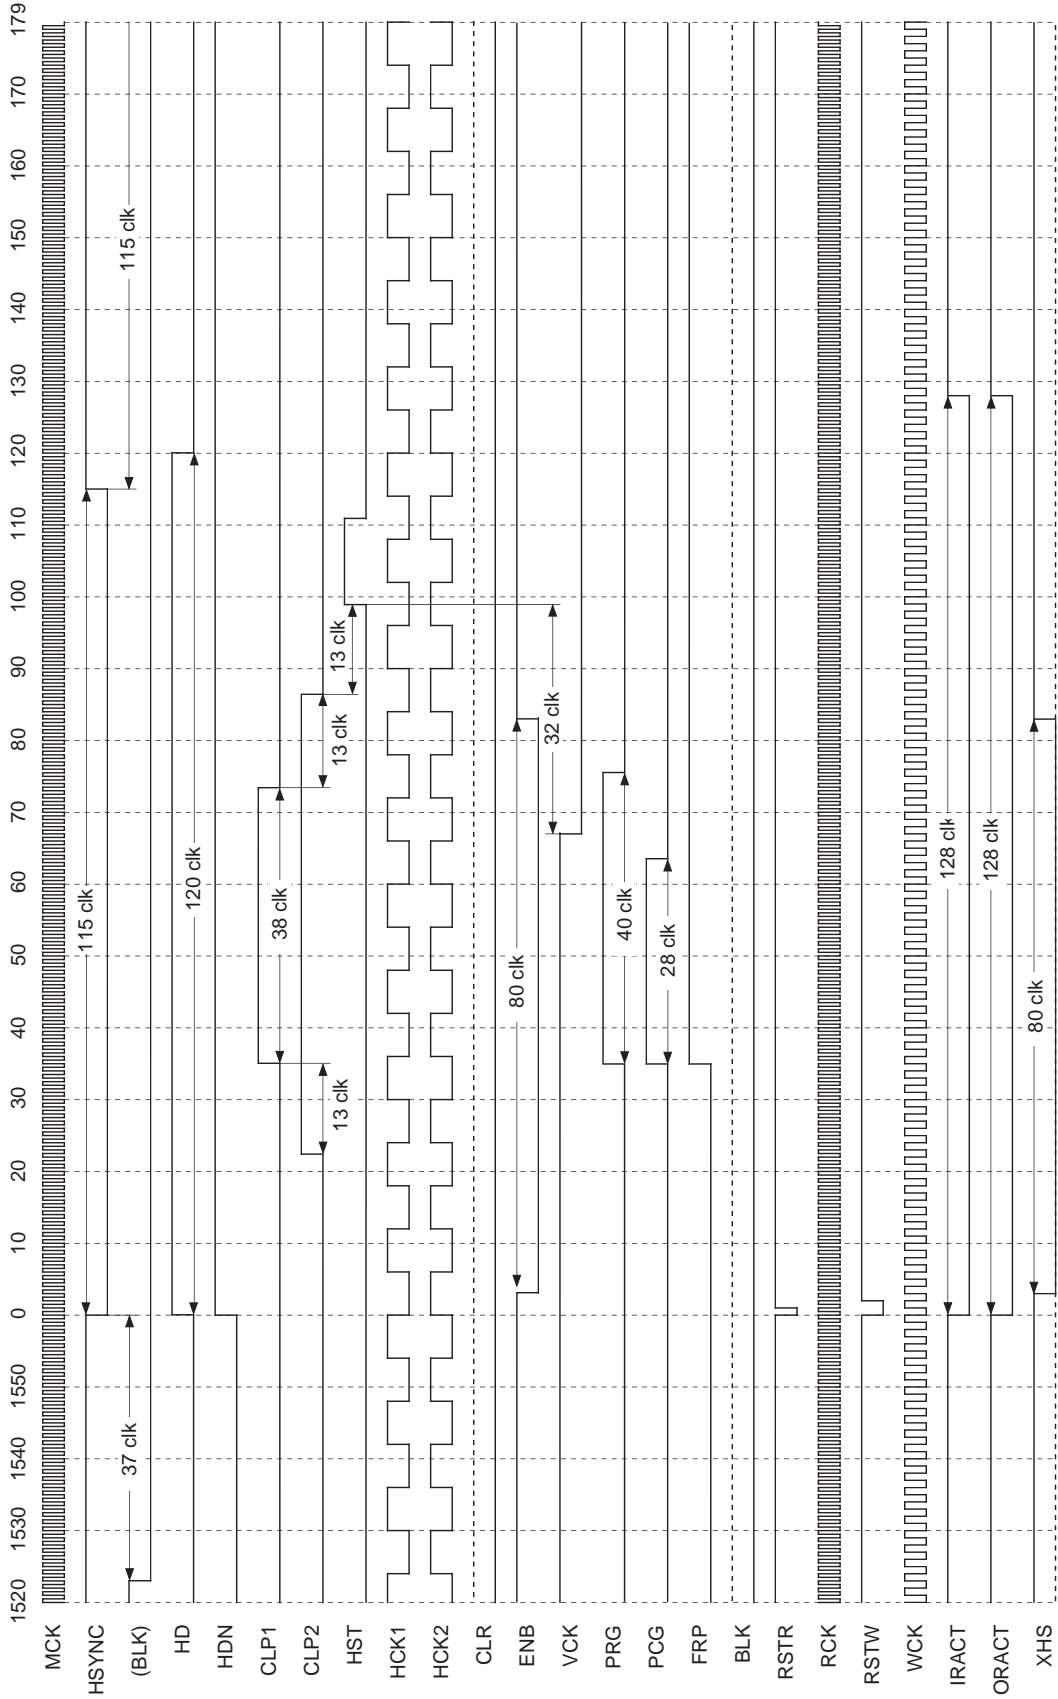 MCK
HSYNC
(BLK)
HD
HDN
CLP1
CLP2
HST
HCK1
HCK2
CLR
ENB
VCK
PRG
PCG
FRP
BLK
RSTR
RCK
RSTW
WCK
IRACT
ORACT
XHS
1520
1530
1540
1550
0
10
20
30
40
50
60
70
80
90
100
110
120
130
140
150
160
170
179
115 clk
37 clk
115 clk
120 clk
38 clk
13 clk
13 clk
13 clk
80 clk
32 clk
40 clk
28 clk
128 clk
128 clk
80 clk